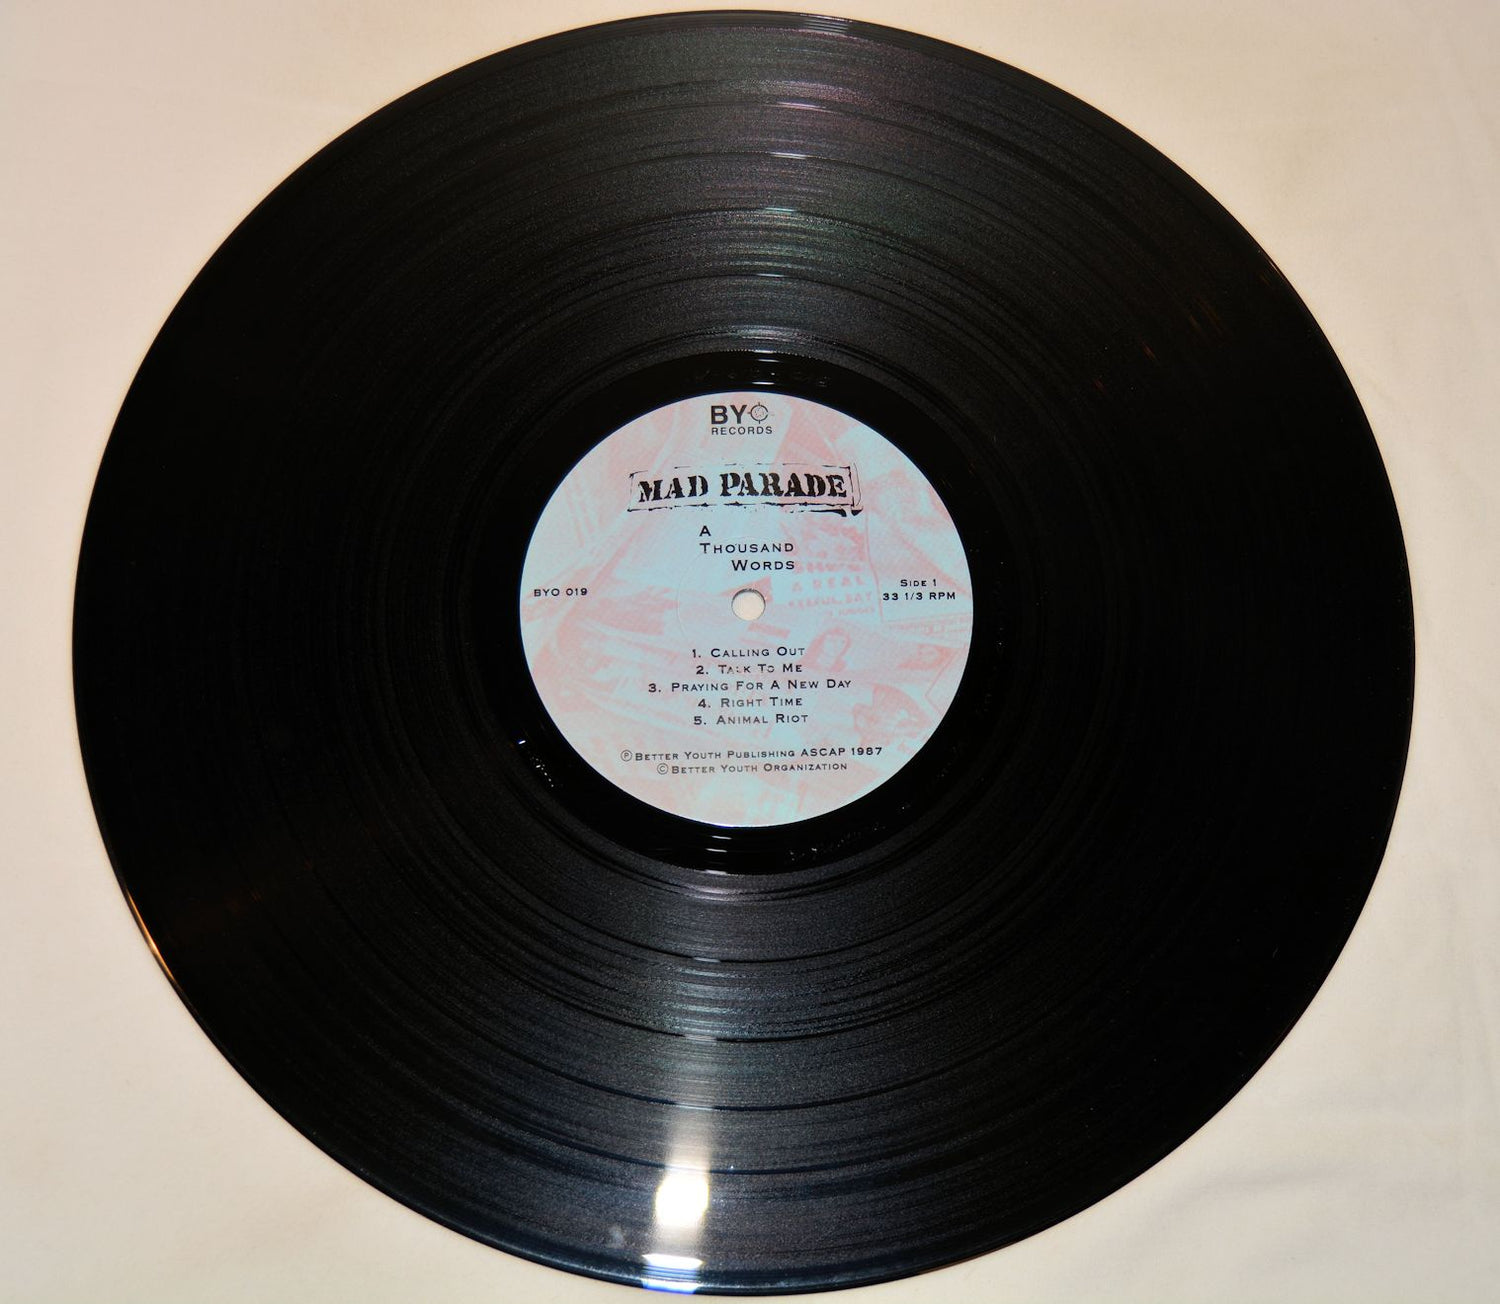 BYO
RECORDS
MAD PARADE
A
THOUSAND
WORDS
BYO 019
SIDE 1
33 1/3 RPM
1. CALLING OUT
2. TALK TO ME
3. PRAYING FOR A NEW DAY
4. RIGHT TIME
5. ANIMAL RIOT
Ⓟ BETTER YOUTH PUBLISHING ASCAP 1987
© BETTER YOUTH ORGANIZATION
A REAL